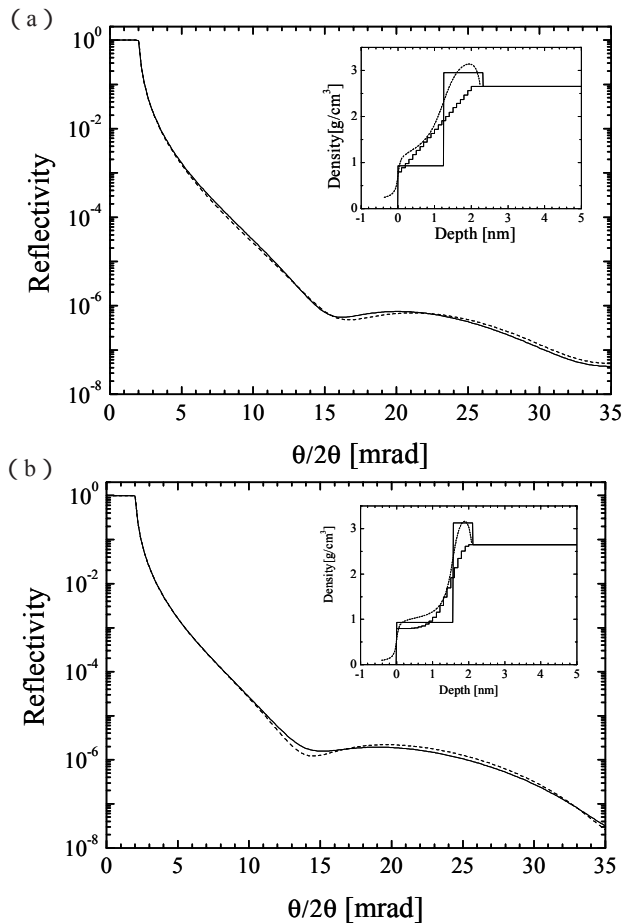 (a)
10^0
10^-2
10^-4
10^-6
10^-8
Reflectivity
0 5 10 15 20 25 30 35
θ/2θ [mrad]
3
2
1
0
Density[g/cm^3]
-1 0 1 2 3 4 5
Depth [nm]
(b)
10^0
10^-2
10^-4
10^-6
10^-8
Reflectivity
0 5 10 15 20 25 30 35
θ/2θ [mrad]
3
2
1
0
Density[g/cm^3]
-1 0 1 2 3 4 5
Depth [nm]